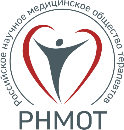 Российское научное медицинское общество терапевтов
РНМОТ